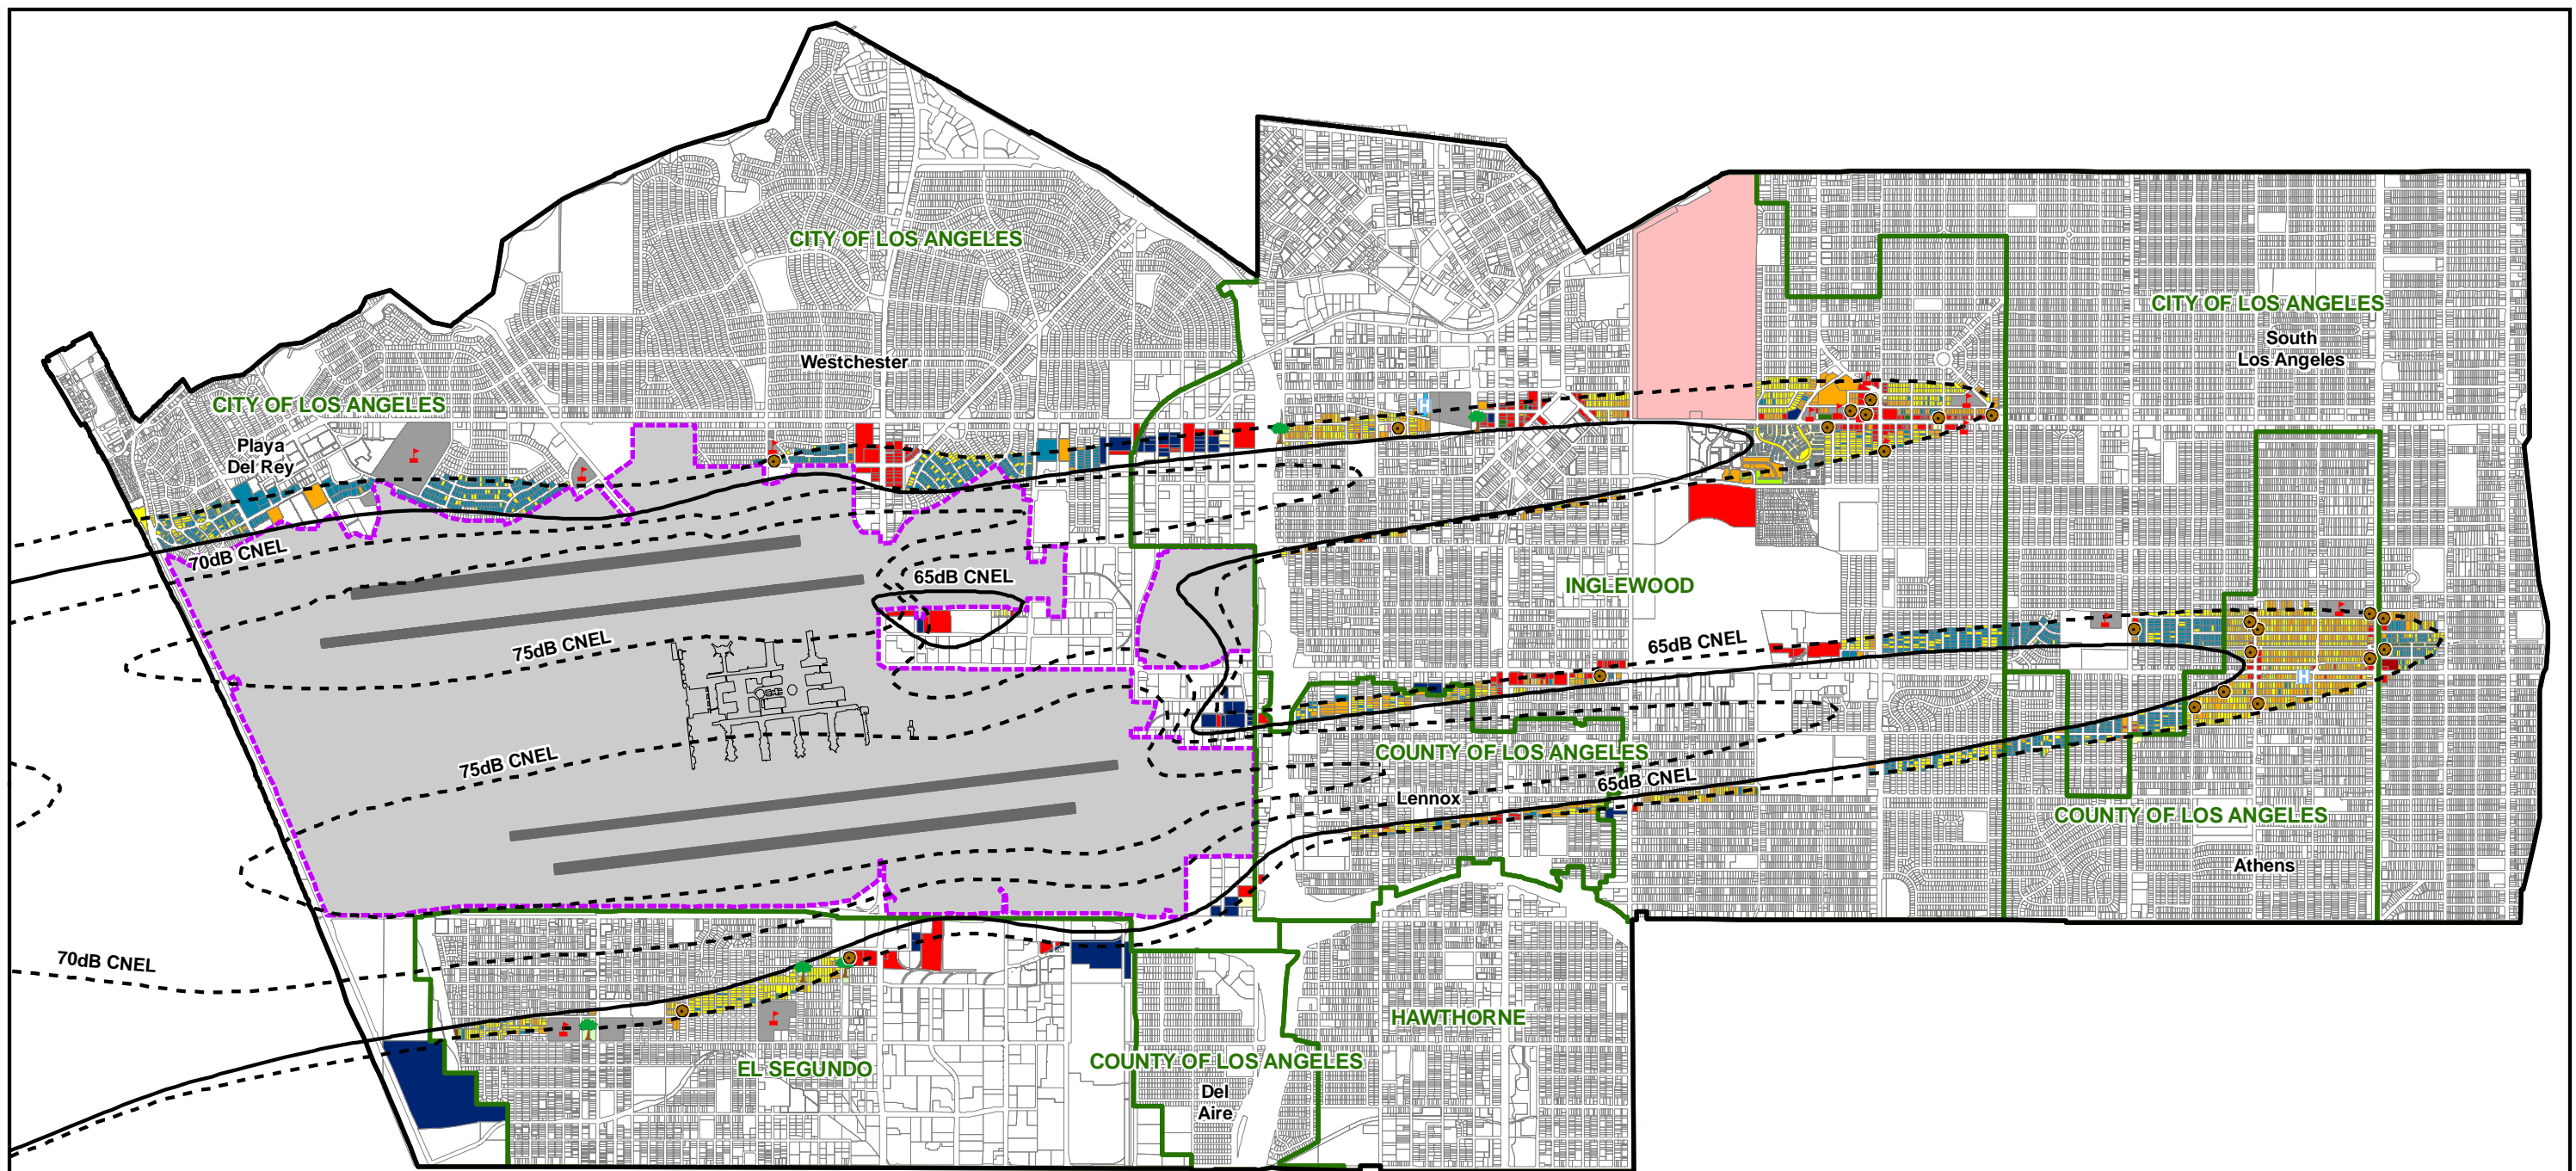 CITY OF LOS ANGELES
CITY OF LOS ANGELES
South
Los Angeles
Westchester
CITY OF LOS ANGELES
Playa
Del Rey
70dB CNEL
65dB CNEL
INGLEWOOD
75dB CNEL
65dB CNEL
H
H
75dB CNEL
COUNTY OF LOS ANGELES
65dB CNEL
Lennox
COUNTY OF LOS ANGELES
Athens
70dB CNEL
HAWTHORNE
EL SEGUNDO
COUNTY OF LOS ANGELES
Del
Aire